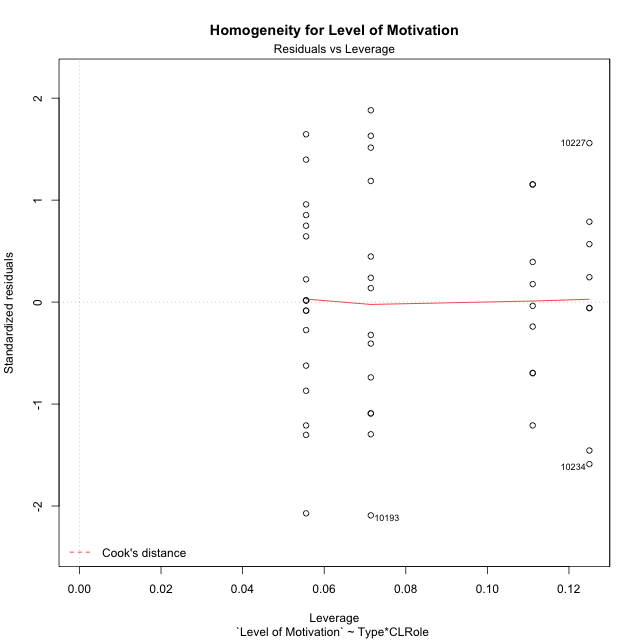 Homogeneity for Level of Motivation
Residuals vs Leverage
2
1
0
-1
-2
Standardized residuals
10227
10234
10193
Cook's distance
0.00 0.02 0.04 0.06 0.08 0.10 0.12
Leverage
`Level of Motivation` ~ Type*CLRole